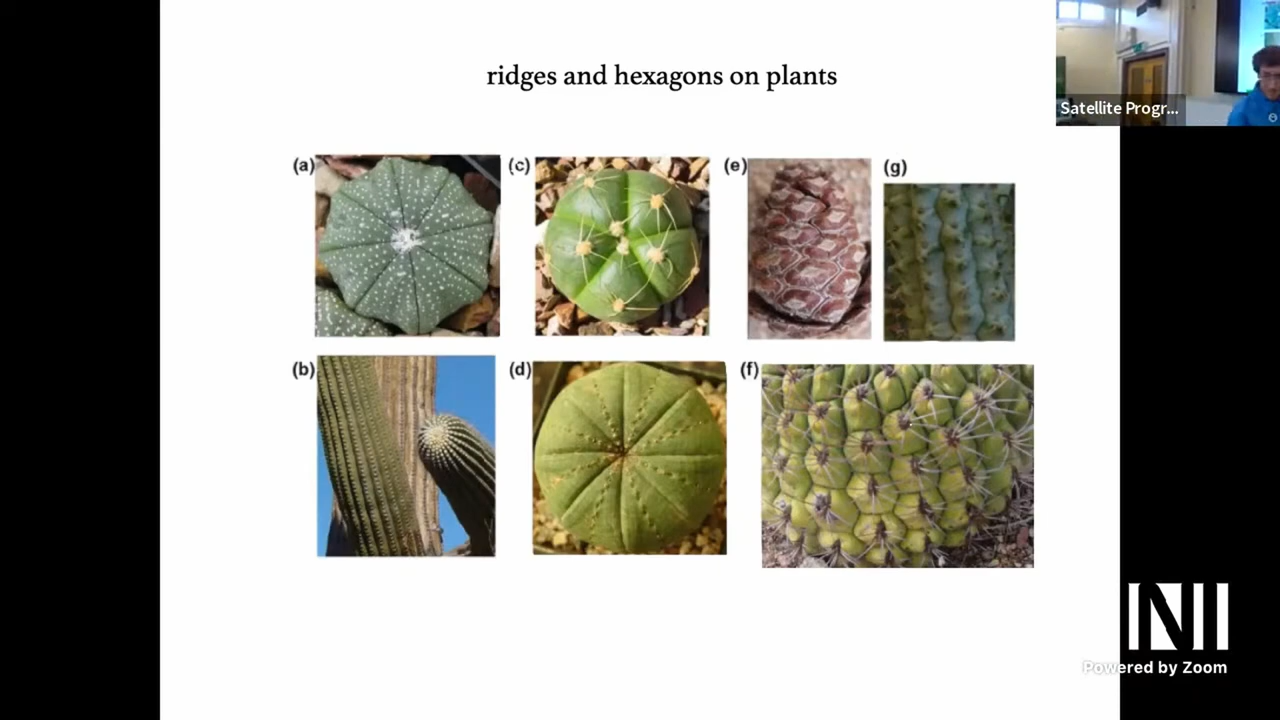 ridges and hexagons on plants
Satellite Progr...
(a)
(c)
(e)
(g)
(b)
(d)
(f)
Powered by Zoom